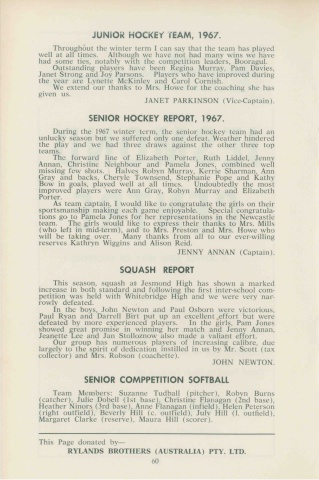 JUNIOR HOCKEY TEAM, 1967.
Throughout the winter term I can say that the team has played
well at all times. Although we have not had many wins we have
had some ties, notably with the competition leaders, Booragul.
Outstanding players have been Regina Murray, Pam Davies,
Janet Strong and Joy Parsons. Players who have improved during
the year are Lynette McKinley and Carol Cornish.
We extend our thanks to Mrs. Howe for the coaching she has
given us.
JANET PARKINSON (Vice-Captain).
SENIOR HOCKEY REPORT, 1967.
During the 1967 winter term, the senior hockey team had an
unlucky season but we suffered only one defeat. Weather hindered
the play and we had three draws against the other three top
teams.
The forward line of Elizabeth Porter, Ruth Liddel, Jenny
Annan, Christine Neighbour and Pamela Jones, combined well
missing few shots. Halves Robyn Murray, Kerrie Sharman, Ann
Gray and backs, Cheryle Townsend, Stephanie Pope and Kathy
Bow in goals, played well at all times. Undoubtedly the most
improved players were Ann Gray, Robyn Murray and Elizabeth
Porter.
As team captain, I would like to congratulate the girls on their
sportsmanship making each game enjoyable. Special congratula-
tions go to Pamela Jones for her representations in the Newcastle
team. The girls would like to express their thanks to Mrs. Mills
(who left in mid-term), and to Mrs. Preston and Mrs. Howe who
will be taking over. Many thanks from all to our ever-willing
reserves Kathryn Wiggins and Alison Reid.
JENNY ANNAN (Captain).
SQUASH REPORT
This season, squash at Jesmond High has shown a marked
increase in both standard and following the first inter-school com-
petition was held with Whitebridge High and we were very nar-
rowly defeated.
In the boys, John Newton and Paul Osborn were victorious,
Paul Ryan and Darrell Birt put up an excellent effort but were
defeated by more experienced players. In the girls, Pam Jones
showed great promise in winning her match and Jenny Annan,
Jeanette Lee and Jan Stolkoznow also made a valiant effort.
Our group has numerous players of increasing calibre, due
largely to the spirit of dedication instilled in us by Mr. Scott (tax
collector) and Mrs. Robson (coachette).
JOHN NEWTON.
SENIOR COMPPETITION SOFTBALL
Team Members: Suzanne Tudball (pitcher), Robyn Burns
(catcher), Julie Dobell (1st base), Christine Flanagan (2nd base),
Heather Ninors (3rd base), Anne Flanagan (infield), Helen Peterson
(right outfield), Beverly Hill (c. outfield), July Hill (l. outfield),
Margaret Clarke (reserve), Maura Hill (scorer).
This Page donated by—
RYLANDS BROTHERS (AUSTRALIA) PTY. LTD.
60